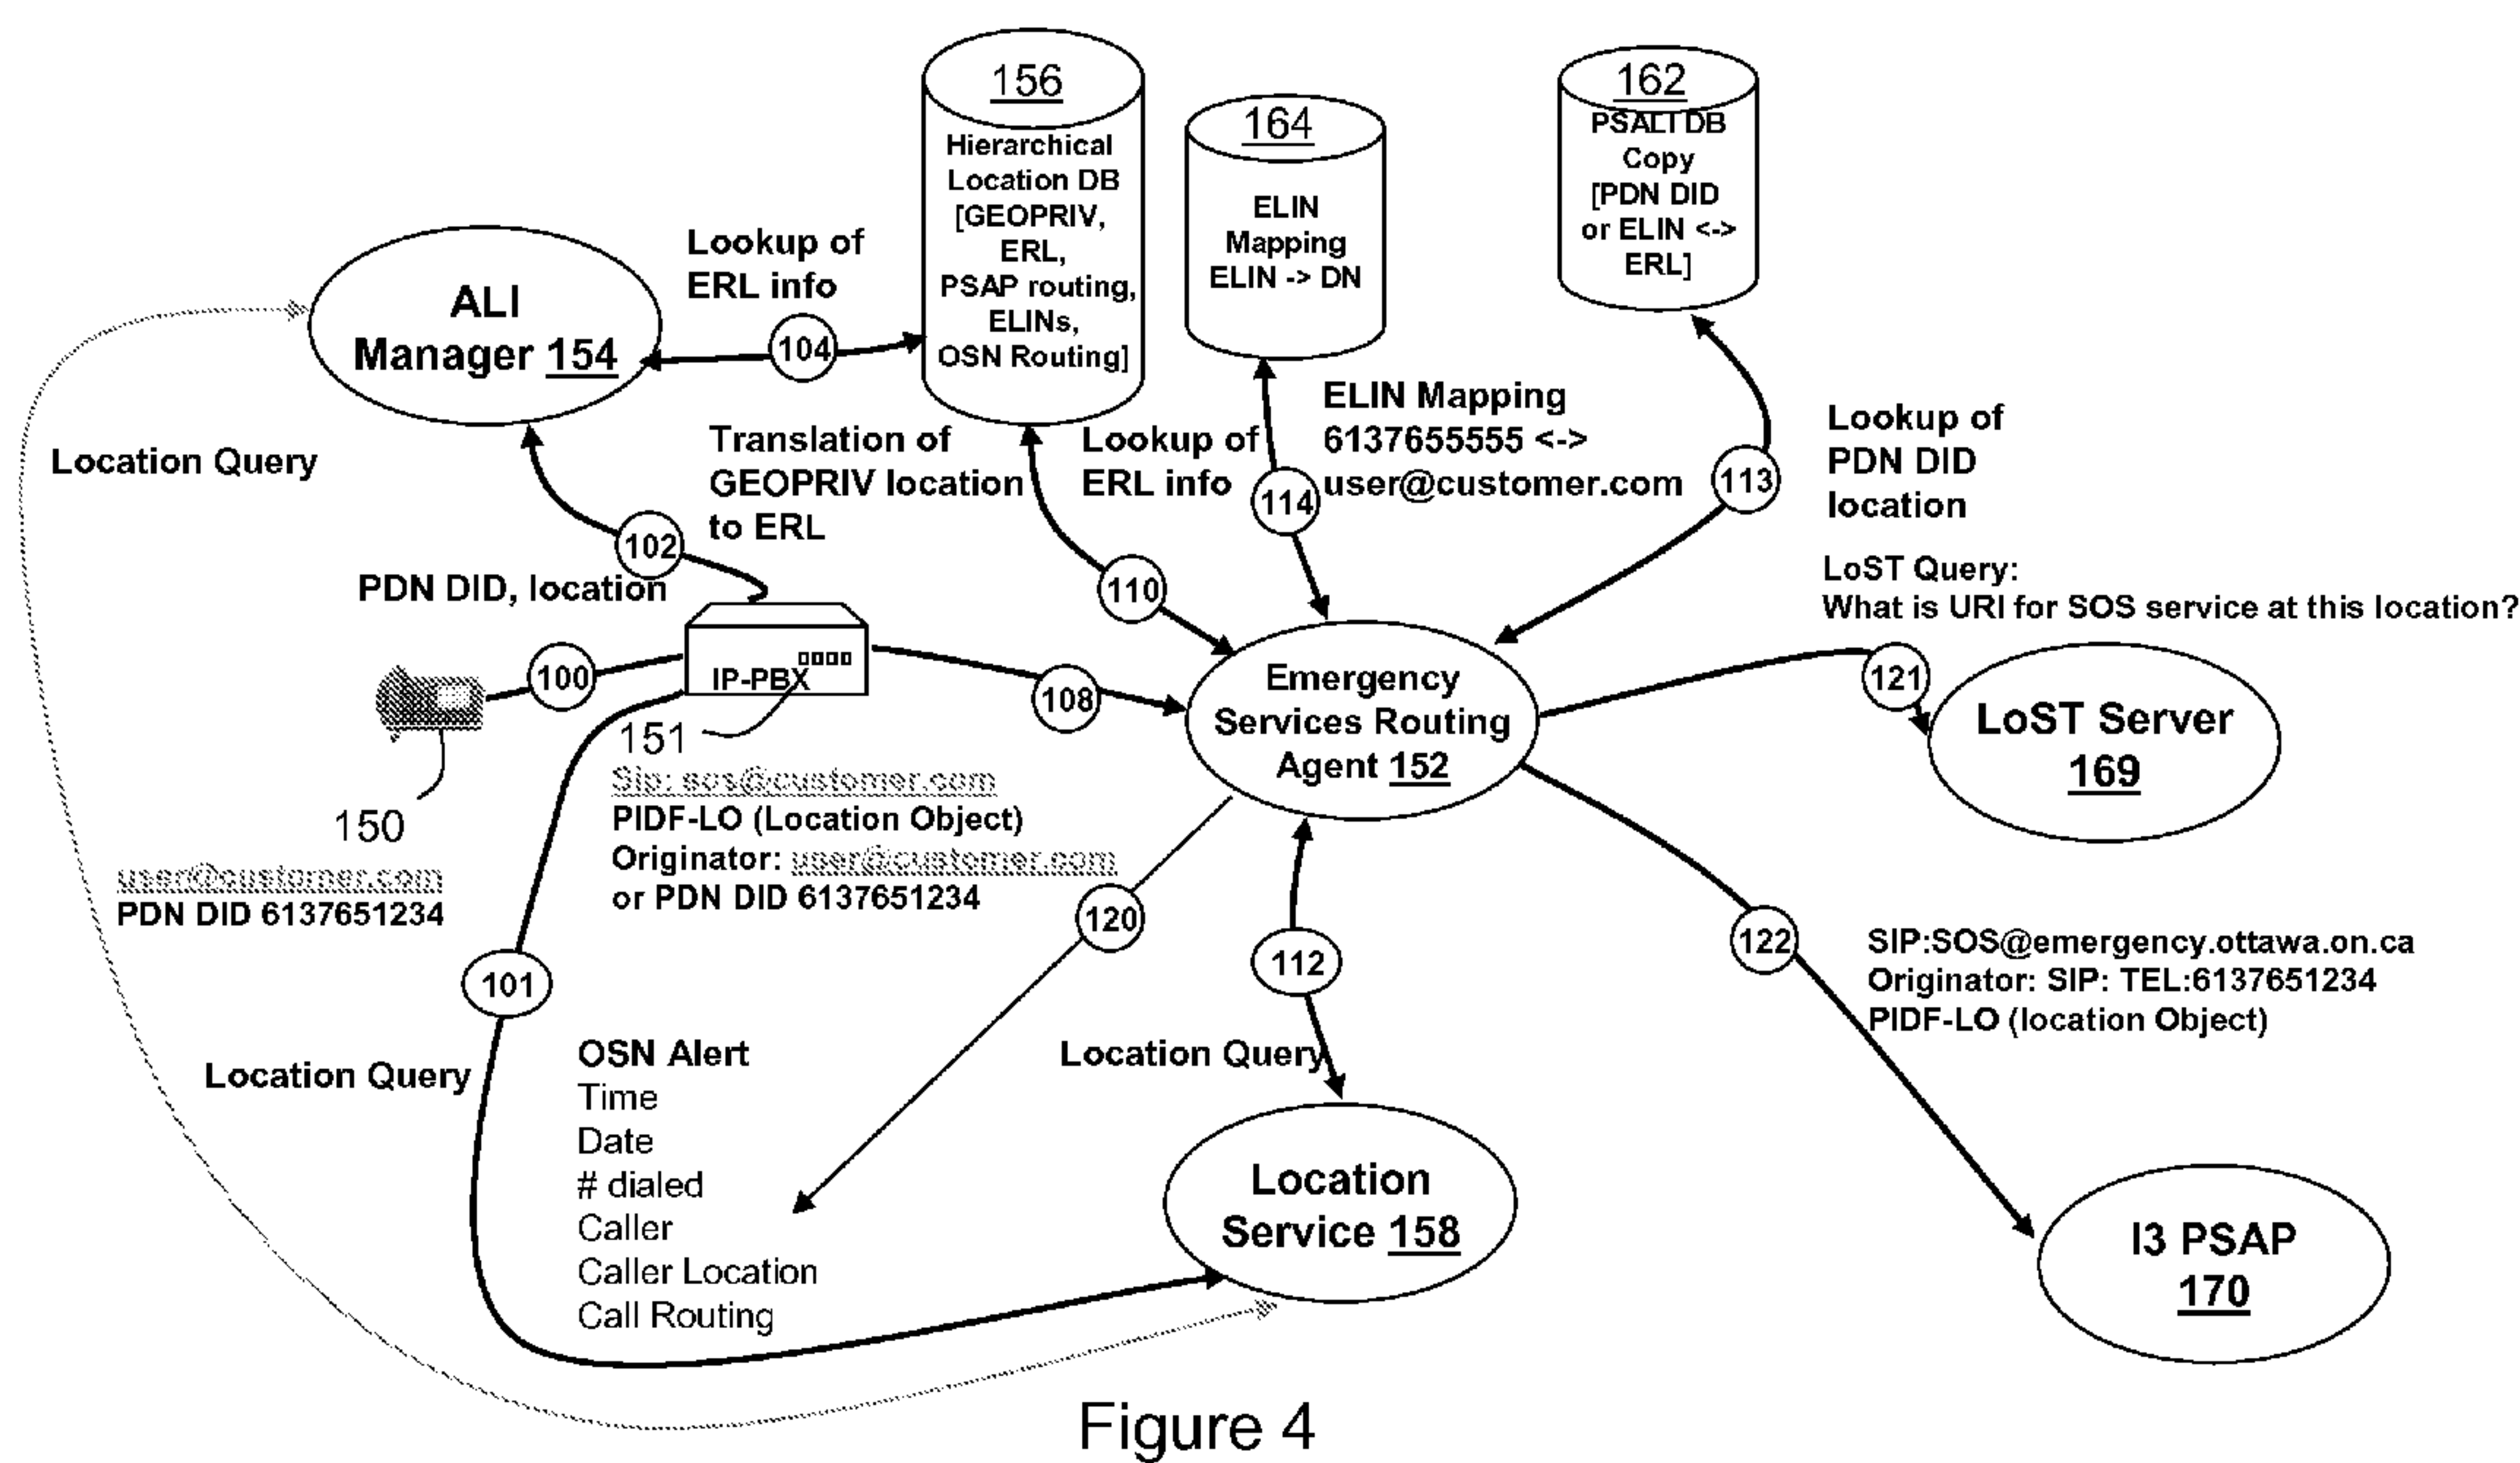 156
Hierarchical
Location DB
[GEOPRIV,
ERL,
PSAP routing,
ELINs,
OSN Routing]
164
ELIN
Mapping
ELIN -> DN
162
PSALI DB
Copy
[PDN DID
or ELIN <->
ERL]
ALI
Manager 154
Lookup of
ERL info
104
Location Query
Translation of
GEOPRIV location
to ERL
102
PDN DID, location
Lookup of
ERL info
110
ELIN Mapping
6137655555 <->
user@customer.com
114
113
Lookup of
PDN DID
location
LoST Query:
What is URI for SOS service at this location?
100
IP-PBX
151
108
Emergency
Services Routing
Agent 152
121
LoST Server
169
150
user@customer.com
PDN DID 6137651234
Sip: sos@customer.com
PIDF-LO (Location Object)
Originator: user@customer.com
or PDN DID 6137651234
120
112
122
SIP:SOS@emergency.ottawa.on.ca
Originator: SIP: TEL:6137651234
PIDF-LO (location Object)
101
Location Query
OSN Alert
Time
Date
# dialed
Caller
Caller Location
Call Routing
Location Query
Location
Service 158
I3 PSAP
170
Figure 4